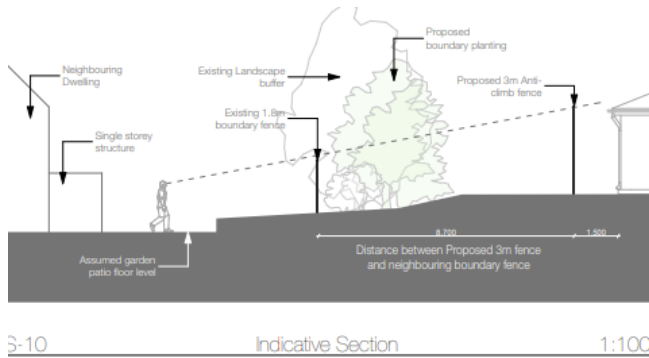 Proposed
boundary planting
Neighbouring
Dwelling
Existing Landscape
buffer
Proposed 3m Anti-
climb fence
Existing 1.8m
boundary fence
Single storey
structure
8.700
1.500
Assumed garden
patio floor level
Distance between Proposed 3m fence
and neighbouring boundary fence
S-10
Indicative Section
1:100